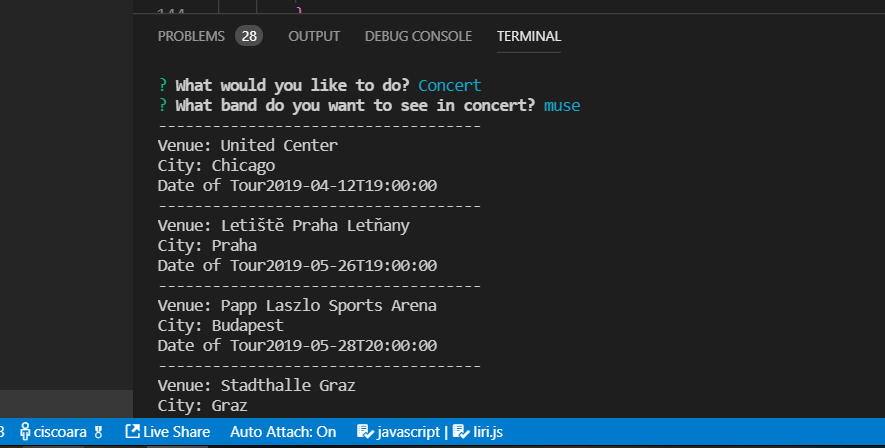 144
}
PROBLEMS 28 OUTPUT DEBUG CONSOLE TERMINAL
? What would you like to do? Concert
? What band do you want to see in concert? muse
------------------------------------
Venue: United Center
City: Chicago
Date of Tour2019-04-12T19:00:00
------------------------------------
Venue: Letiště Praha Letňany
City: Praha
Date of Tour2019-05-26T19:00:00
------------------------------------
Venue: Papp Laszlo Sports Arena
City: Budapest
Date of Tour2019-05-28T20:00:00
------------------------------------
Venue: Stadthalle Graz
City: Graz
3 ciscoara Live Share Auto Attach: On javascript | liri.js